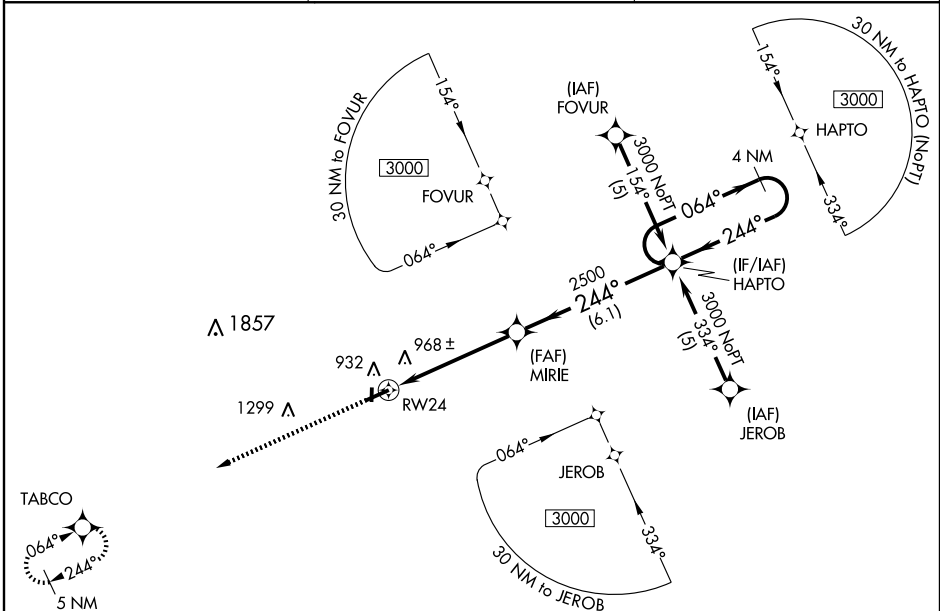 30 NM to FOVUR
154°
3000
FOVUR
064°
(IAF)
FOVUR
3000 NoPT
154°
(5)
4 NM
064°
244°
(IF/IAF)
HAPTO
30 NM to HAPTO (NoPT)
154°
3000
HAPTO
334°
2500
244°
(6.1)
3000 NoPT
334°
(5)
(IAF)
JEROB
(FAF)
MIRIE
1857
968 ±
932
RW24
1299
064°
JEROB
3000
334°
30 NM to JEROB
TABCO
064°
244°
5 NM